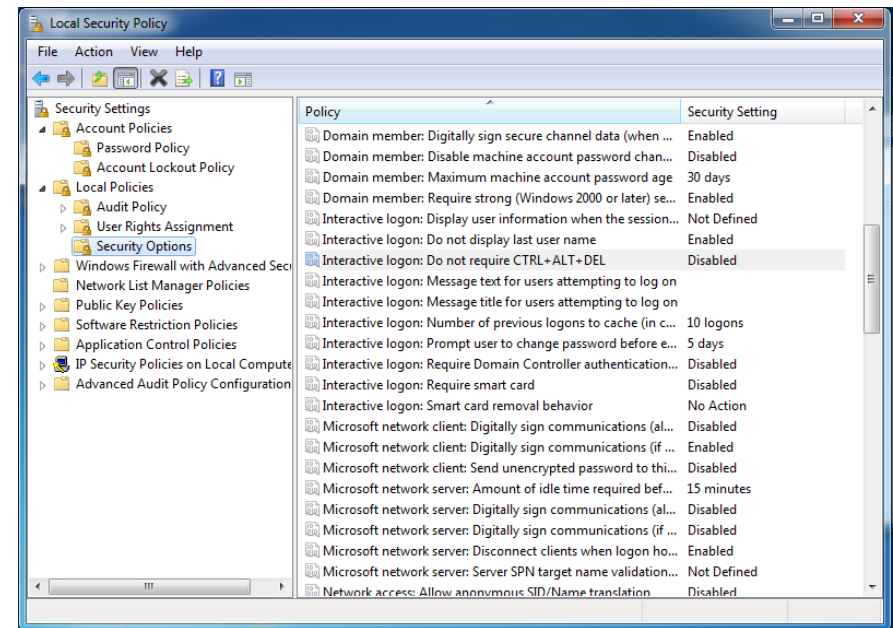 Local Security Policy
File Action View Help
Security Settings
Account Policies
Password Policy
Account Lockout Policy
Local Policies
Audit Policy
User Rights Assignment
Security Options
Windows Firewall with Advanced Secu
Network List Manager Policies
Public Key Policies
Software Restriction Policies
Application Control Policies
IP Security Policies on Local Compute
Advanced Audit Policy Configuration
Policy Security Setting
Domain member: Digitally sign secure channel data (when ... Enabled
Domain member: Disable machine account password chan... Disabled
Domain member: Maximum machine account password age 30 days
Domain member: Require strong (Windows 2000 or later) se... Enabled
Interactive logon: Display user information when the session... Not Defined
Interactive logon: Do not display last user name Enabled
Interactive logon: Do not require CTRL+ALT+DEL Disabled
Interactive logon: Message text for users attempting to log on
Interactive logon: Message title for users attempting to log on
Interactive logon: Number of previous logons to cache (in c... 10 logons
Interactive logon: Prompt user to change password before e... 5 days
Interactive logon: Require Domain Controller authentication... Disabled
Interactive logon: Require smart card Disabled
Interactive logon: Smart card removal behavior No Action
Microsoft network client: Digitally sign communications (al... Disabled
Microsoft network client: Digitally sign communications (if ... Enabled
Microsoft network client: Send unencrypted password to thi... Disabled
Microsoft network server: Amount of idle time required bef... 15 minutes
Microsoft network server: Digitally sign communications (al... Disabled
Microsoft network server: Digitally sign communications (if ... Disabled
Microsoft network server: Disconnect clients when logon ho... Enabled
Microsoft network server: Server SPN target name validation... Not Defined
Network access: Allow anonymous SID/Name translation Disabled